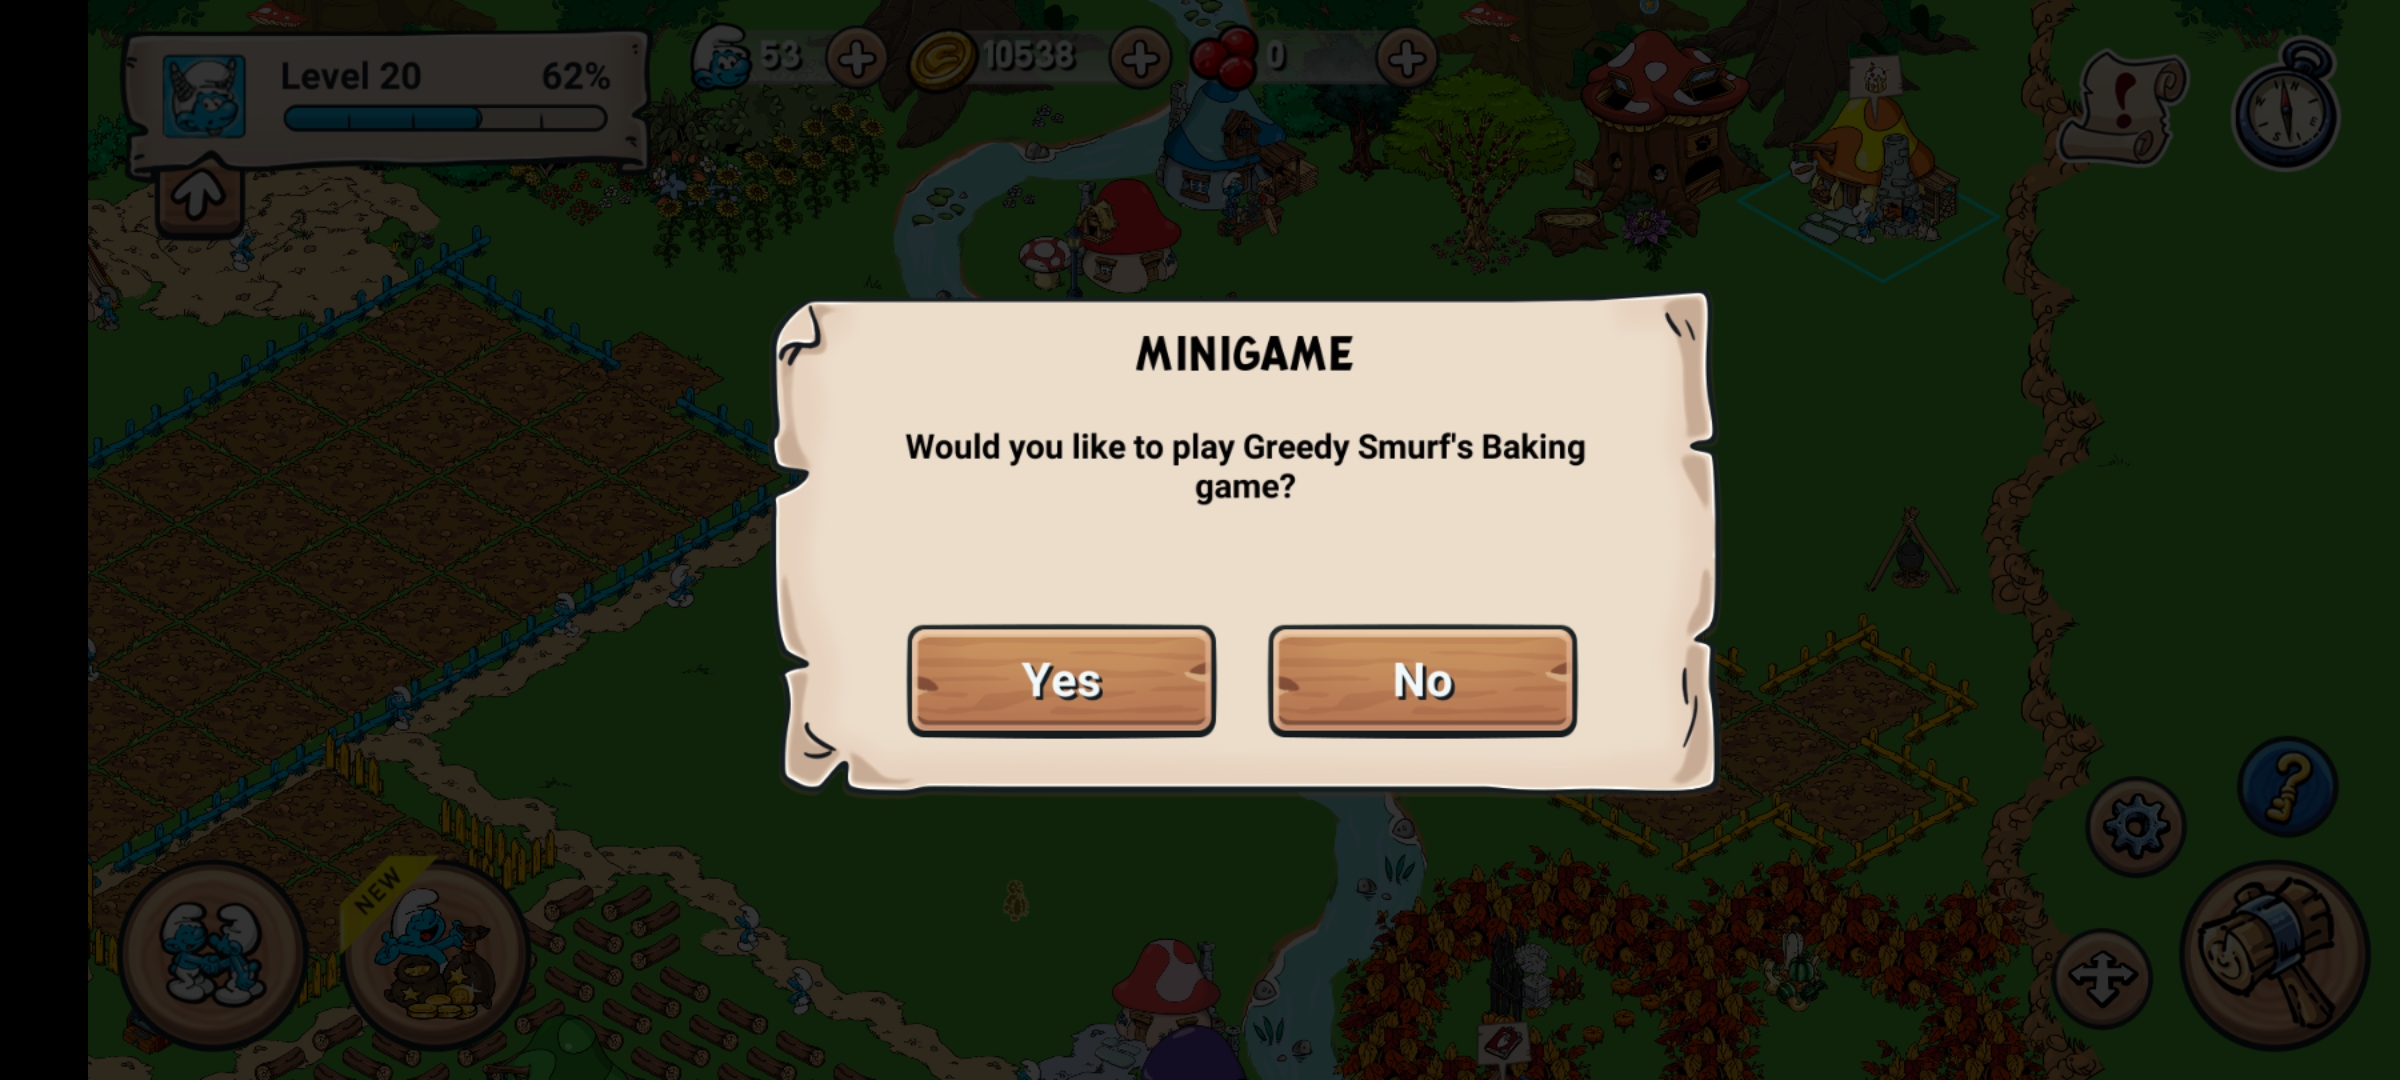 Level 20 62%
53
10538
0
MINIGAME
Would you like to play Greedy Smurf's Baking
game?
Yes
No
NEW